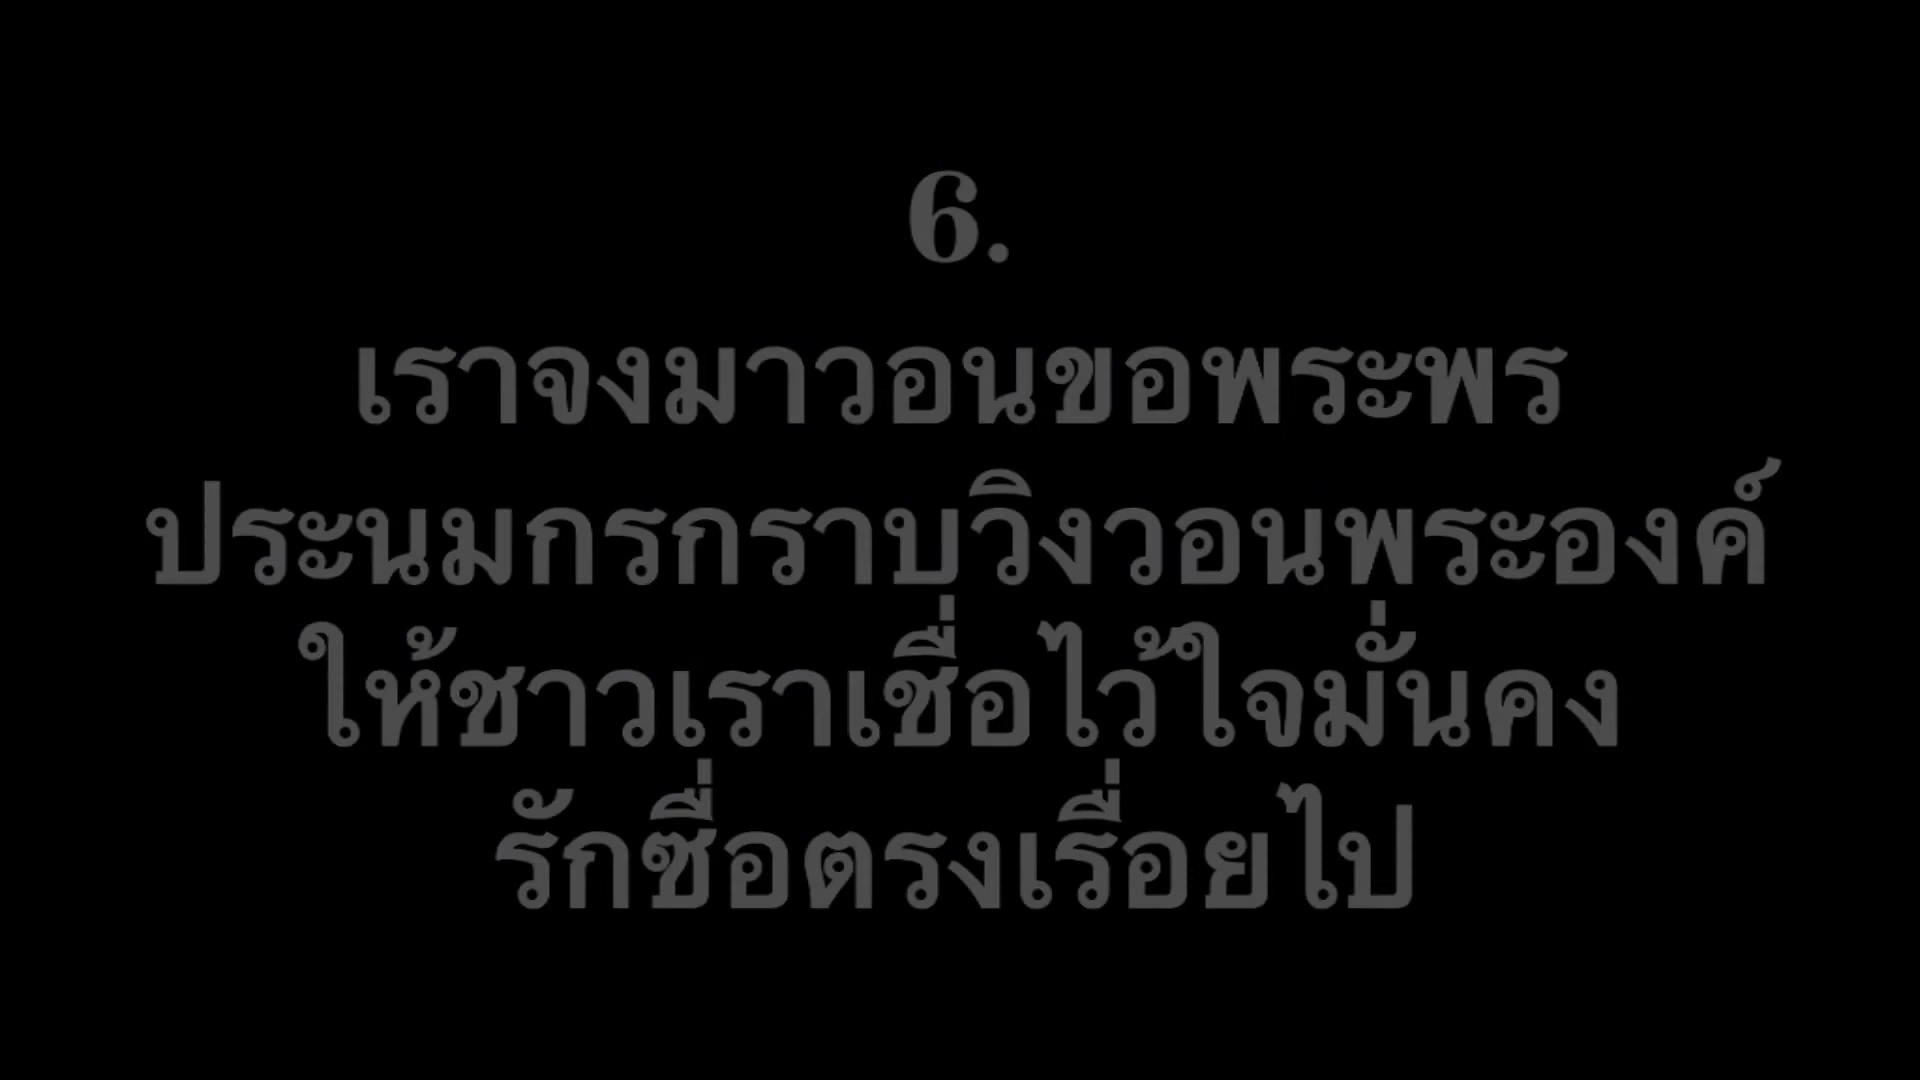 6.
เราจงมาวอนขอพระพร
ประนมกรกราบวิงวอนพระองค์
ให้ชาวเราเชื่อไว้ใจมั่นคง
รักซื่อตรงเรื่อยไป